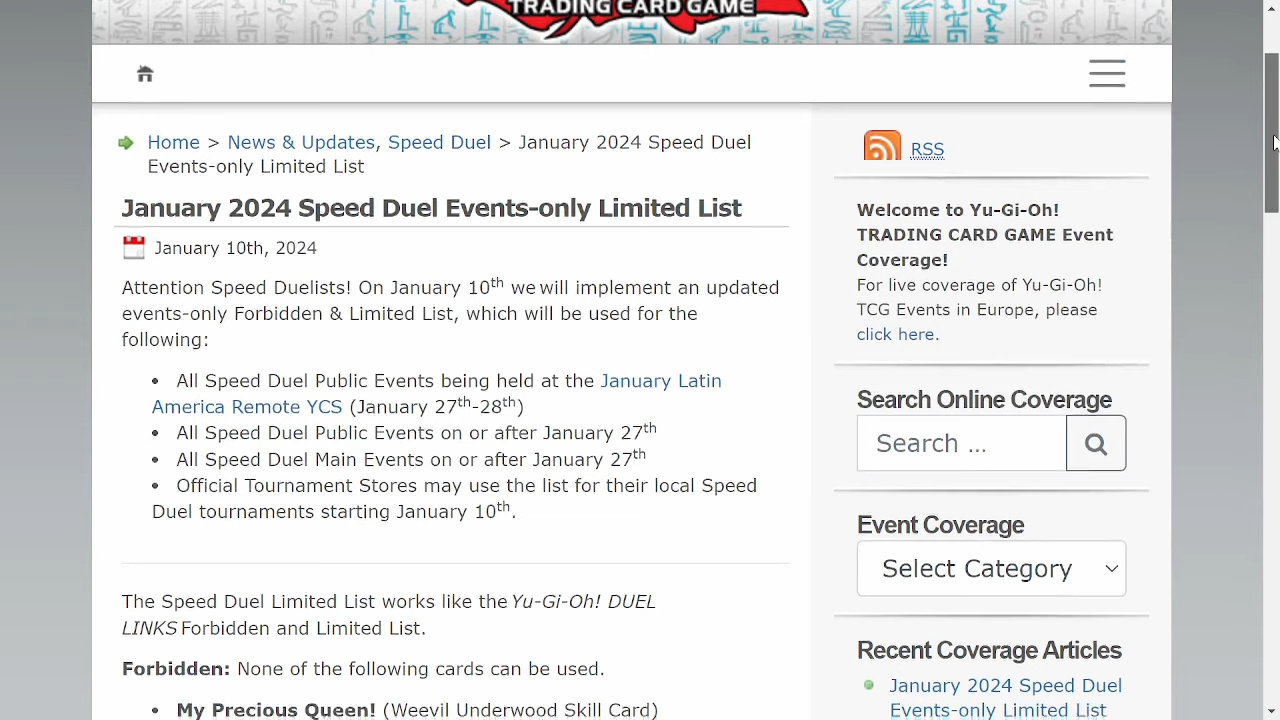 TRADING CARD GAME
Home > News & Updates, Speed Duel > January 2024 Speed Duel
Events-only Limited List
January 2024 Speed Duel Events-only Limited List
January 10th, 2024
Attention Speed Duelists! On January 10th we will implement an updated
events-only Forbidden & Limited List, which will be used for the
following:
• All Speed Duel Public Events being held at the January Latin
America Remote YCS (January 27th-28th)
• All Speed Duel Public Events on or after January 27th
• All Speed Duel Main Events on or after January 27th
• Official Tournament Stores may use the list for their local Speed
Duel tournaments starting January 10th.
The Speed Duel Limited List works like the Yu-Gi-Oh! DUEL
LINKS Forbidden and Limited List.
Forbidden: None of the following cards can be used.
• My Precious Queen! (Weevil Underwood Skill Card)
RSS
Welcome to Yu-Gi-Oh!
TRADING CARD GAME Event
Coverage!
For live coverage of Yu-Gi-Oh!
TCG Events in Europe, please
click here.
Search Online Coverage
Search ...
Event Coverage
Select Category
Recent Coverage Articles
January 2024 Speed Duel
Events-only Limited List